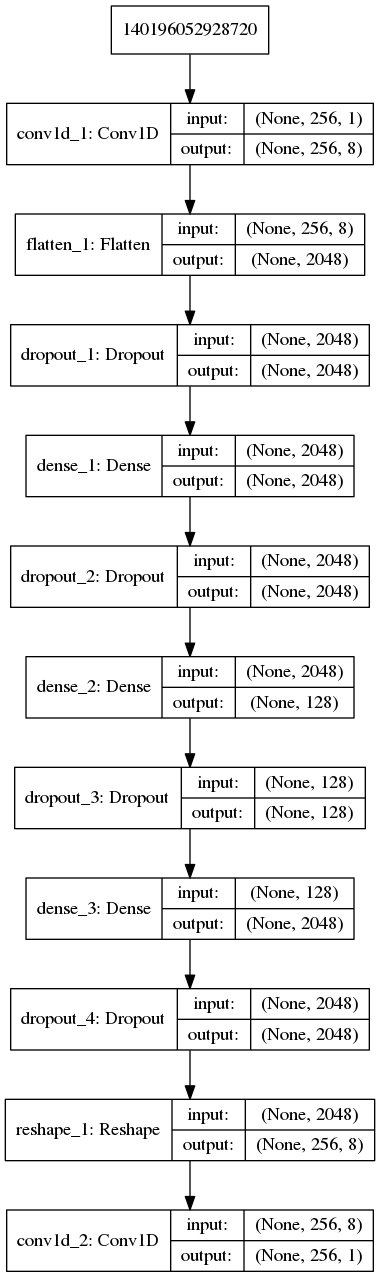 140196052928720
conv1d_1: Conv1D
input: (None, 256, 1)
output: (None, 256, 8)
flatten_1: Flatten
input: (None, 256, 8)
output: (None, 2048)
dropout_1: Dropout
input: (None, 2048)
output: (None, 2048)
dense_1: Dense
input: (None, 2048)
output: (None, 2048)
dropout_2: Dropout
input: (None, 2048)
output: (None, 2048)
dense_2: Dense
input: (None, 2048)
output: (None, 128)
dropout_3: Dropout
input: (None, 128)
output: (None, 128)
dense_3: Dense
input: (None, 128)
output: (None, 2048)
dropout_4: Dropout
input: (None, 2048)
output: (None, 2048)
reshape_1: Reshape
input: (None, 2048)
output: (None, 256, 8)
conv1d_2: Conv1D
input: (None, 256, 8)
output: (None, 256, 1)